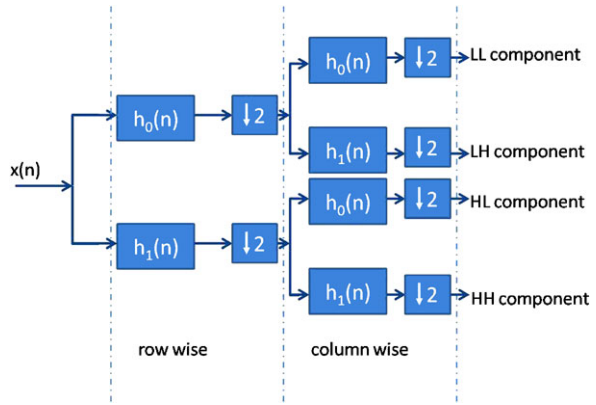 h₀(n)
↓2
LL component
h₀(n)
↓2
h₁(n)
↓2
LH component
x(n)
h₀(n)
↓2
HL component
h₁(n)
↓2
h₁(n)
↓2
HH component
row wise
column wise